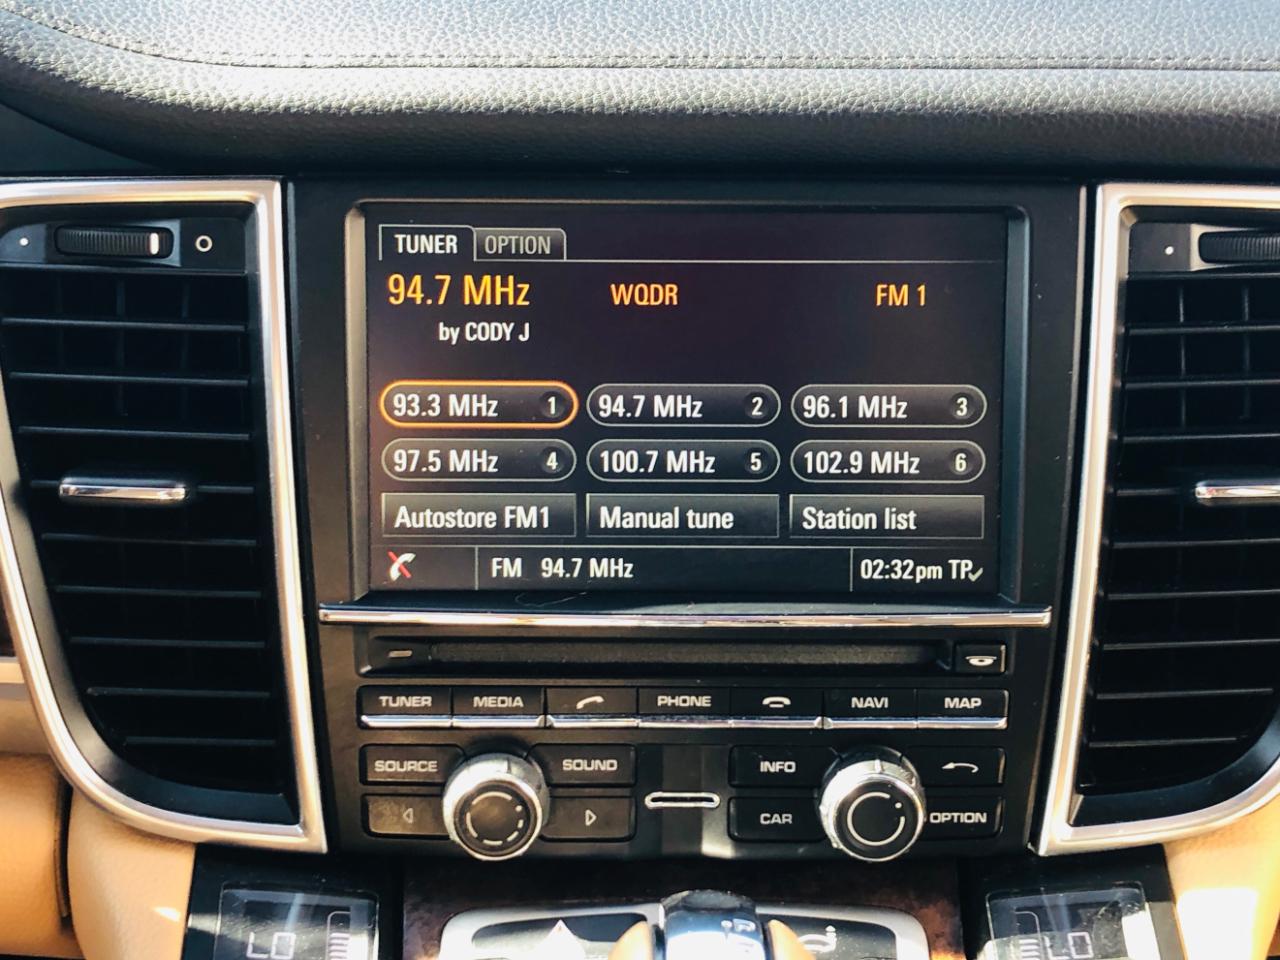 TUNER OPTION
94.7 MHz WQDR FM 1
by CODY J
93.3 MHz 1 94.7 MHz 2 96.1 MHz 3
97.5 MHz 4 100.7 MHz 5 102.9 MHz 6
Autostore FM1 Manual tune Station list
FM 94.7 MHz 02:32pm TP
TUNER MEDIA PHONE NAVI MAP
SOURCE SOUND INFO
CAR OPTION
LO LO